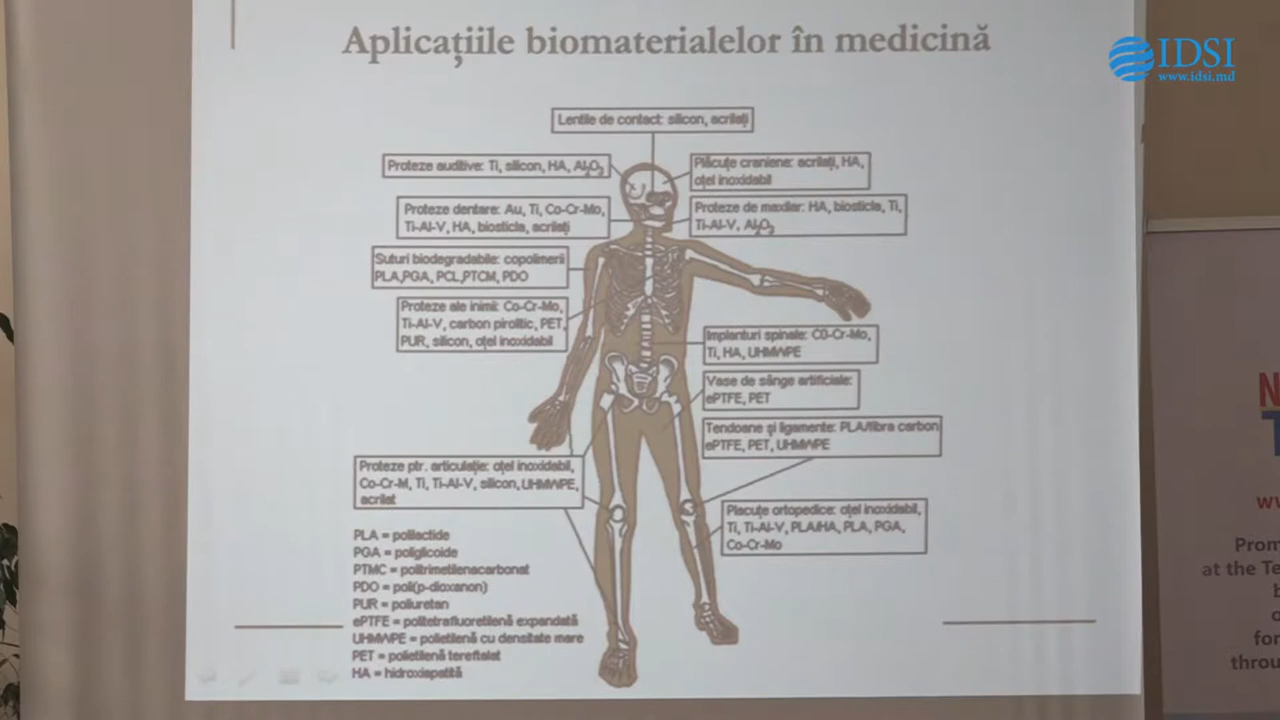 Aplicațiile biomaterialelor în medicină
IDSI
www.idsi.md
Lentile de contact: silicon, acrilați
Proteze auditive: Ti, silicon, HA, Al₂O₃
Plăcuțe craniene: acrilați, HA,
oțel inoxidabil
Proteze dentare: Au, Ti, Co-Cr-Mo,
Ti-Al-V, HA, biosticla, acrilați
Proteze de maxilar: HA, biosticla, Ti,
Ti-Al-V, Al₂O₃
Suturi biodegradabile: copolimerii
PLA,PGA, PCL,PTCM, PDO
Proteze ale inimii: Co-Cr-Mo,
Ti-Al-V, carbon pirolitic, PET,
PUR, silicon, oțel inoxidabil
Implanturi spinale: C0-Cr-Mo,
Ti, HA, UHMWPE
Vase de sânge artificiale:
ePTFE, PET
Tendoane și ligamente: PLA/fibra carbon
ePTFE, PET, UHMWPE
Proteze ptr. articulație: oțel inoxidabil,
Co-Cr-M, Ti, Ti-Al-V, silicon, UHMWPE,
acrilat
Placuțe ortopedice: oțel inoxidabil,
Ti, Ti-Al-V, PLA/HA, PLA, PGA,
Co-Cr-Mo
PLA = polilactide
PGA = poliglicoide
PTMC = politrimetilenacarbonat
PDO = poli(p-dioxanon)
PUR = poliuretan
ePTFE = politetrafluoretilenă expandată
UHMWPE = polietilenă cu densitate mare
PET = polietilenă tereftalat
HA = hidroxiapatită
Prom
at the Te
for
throu